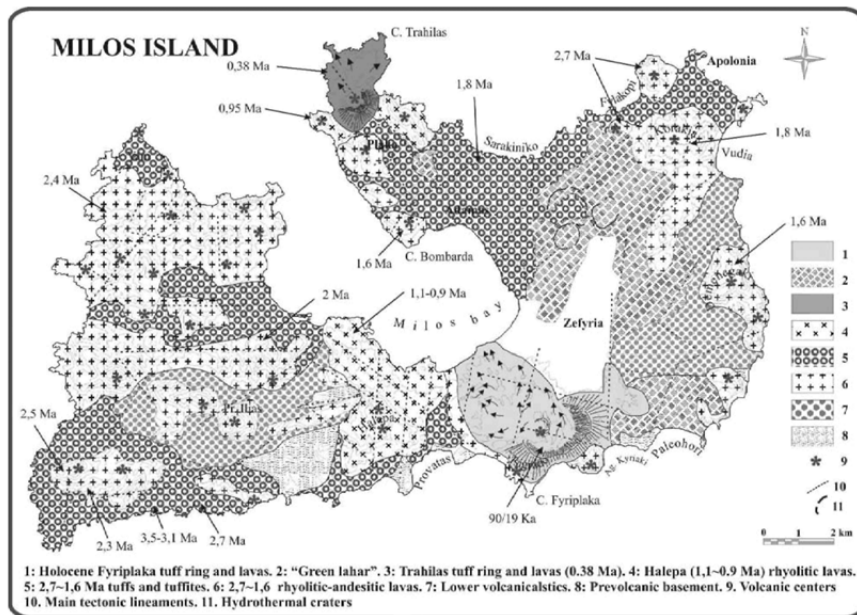 MILOS ISLAND
C. Trahilas
N
0,38 Ma
2,7 Ma
Apolonia
0,95 Ma
1,8 Ma
Fylakopi
Plaka
Sarakiniko
1,8 Ma
Vudia
2,4 Ma
1,6 Ma
1,6 Ma
C. Bombarda
1,1-0,9 Ma
2 Ma
Milos bay
Zefyria
1
2
3
4
5
6
7
8
9
10
11
Pr. Ilias
Halepa
2,5 Ma
Provatas
Ag. Kyriaki
Paleohori
C. Fyriplaka
90/19 Ka
2,3 Ma
3,5-3,1 Ma
2,7 Ma
0 1 2 km
1: Holocene Fyriplaka tuff ring and lavas. 2: “Green lahar”. 3: Trahilas tuff ring and lavas (0.38 Ma). 4: Halepa (1,1~0.9 Ma) rhyolitic lavas.
5: 2,7~1,6 Ma tuffs and tuffites. 6: 2,7~1,6 rhyolitic-andesitic lavas. 7: Lower volcanicalstics. 8: Prevolcanic basement. 9. Volcanic centers
10. Main tectonic lineaments. 11. Hydrothermal craters